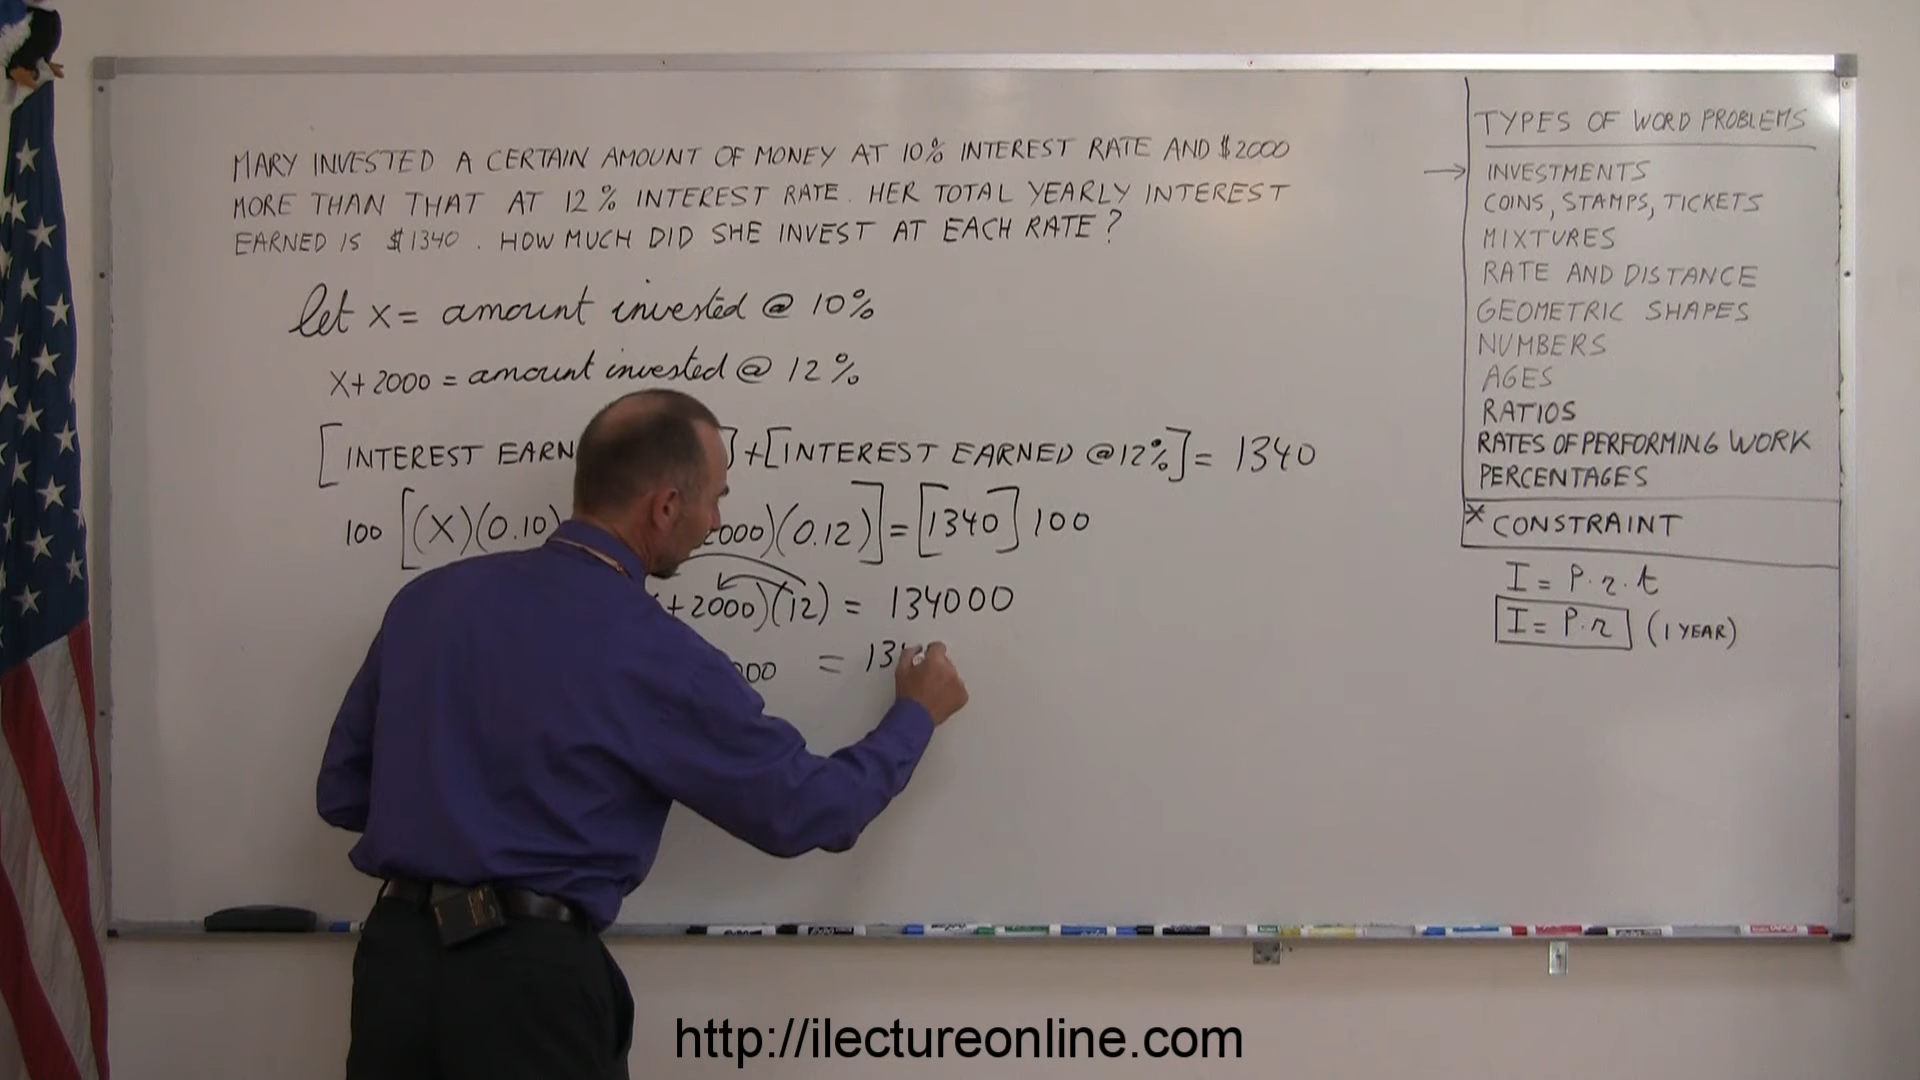 MARY INVESTED A CERTAIN AMOUNT OF MONEY AT 10% INTEREST RATE AND $2000
MORE THAN THAT AT 12% INTEREST RATE. HER TOTAL YEARLY INTEREST
EARNED IS $1340. HOW MUCH DID SHE INVEST AT EACH RATE?
let x = amount invested @ 10%
X+2000 = amount invested @ 12%
[INTEREST EARN ] + [INTEREST EARNED @12%] = 1340
100 [(X)(0.10) 2000)(0.12)] = [1340] 100
+2000)(12) = 134000
000 = 13
TYPES OF WORD PROBLEMS
→ INVESTMENTS
COINS, STAMPS, TICKETS
MIXTURES
RATE AND DISTANCE
GEOMETRIC SHAPES
NUMBERS
AGES
RATIOS
RATES OF PERFORMING WORK
PERCENTAGES
* CONSTRAINT
I = P·r·t
I = P·r (1 YEAR)
http://ilectureonline.com